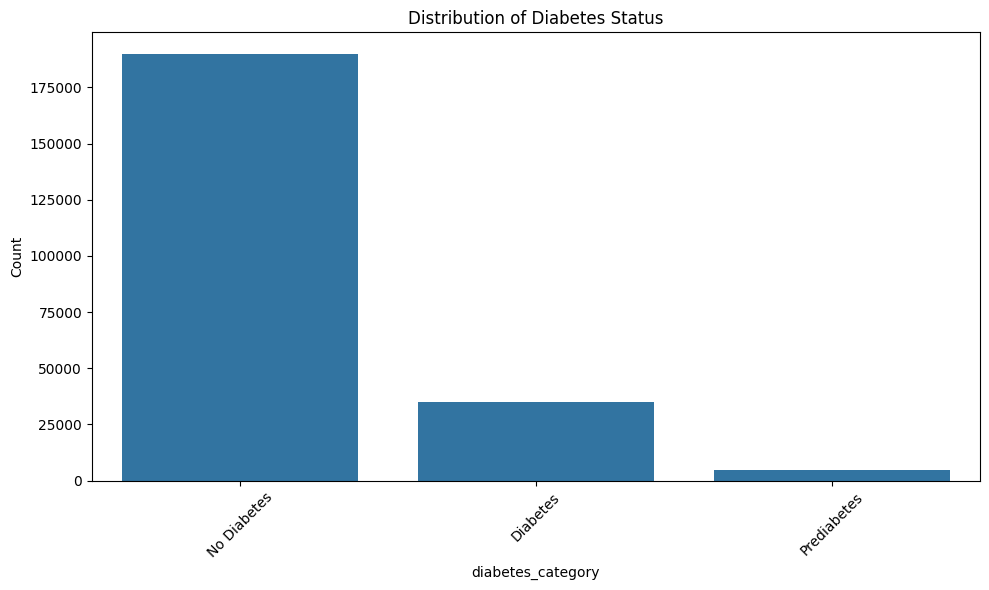 Distribution of Diabetes Status
Count
175000
150000
125000
100000
75000
50000
25000
0
No Diabetes
Diabetes
Prediabetes
diabetes_category